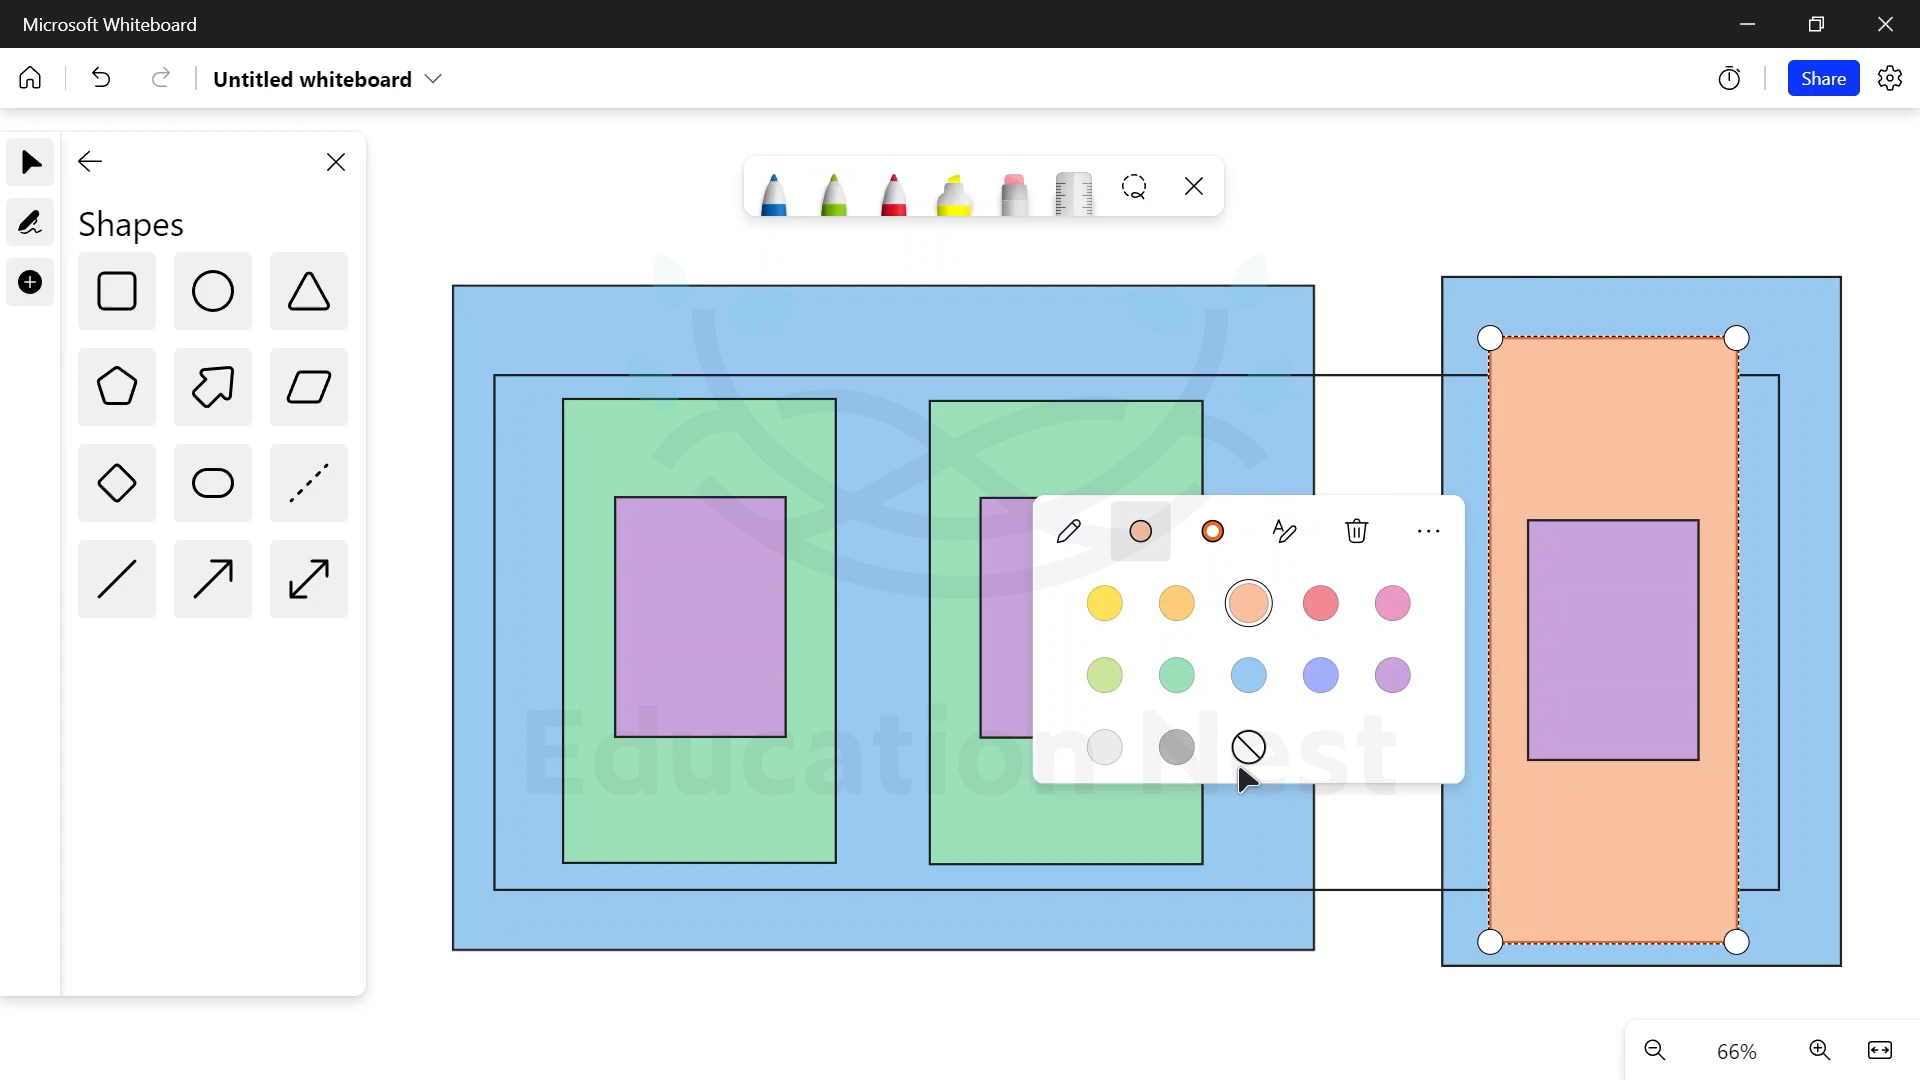 Microsoft Whiteboard
Untitled whiteboard
Share
Shapes
Education Nest
66%